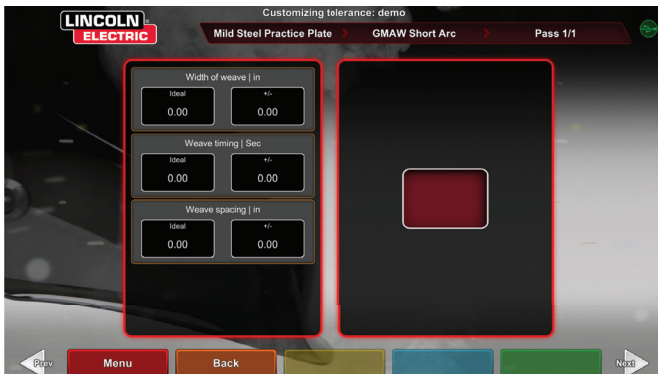 Customizing tolerance: demo
LINCOLN
ELECTRIC
Mild Steel Practice Plate
GMAW Short Arc
Pass 1/1
Width of weave | in
Ideal +/-
0.00 0.00
Weave timing | Sec
Ideal +/-
0.00 0.00
Weave spacing | in
Ideal +/-
0.00 0.00
Prev Menu Back Next